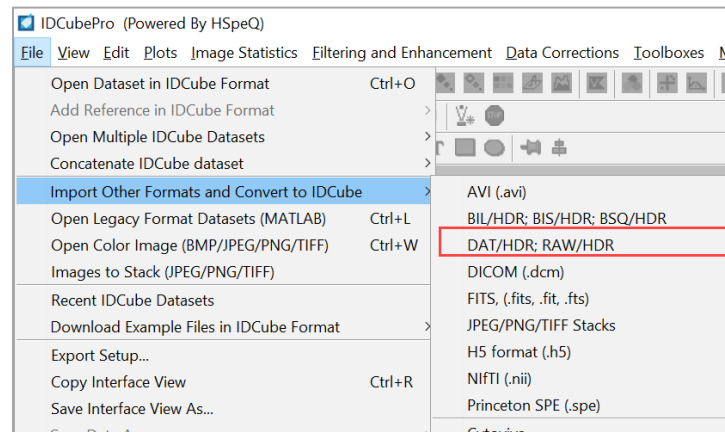 IDCubePro (Powered By HSpeQ)
File View Edit Plots Image Statistics Filtering and Enhancement Data Corrections Toolboxes
Open Dataset in IDCube Format Ctrl+O
Add Reference in IDCube Format
Open Multiple IDCube Datasets
Concatenate IDCube dataset
Import Other Formats and Convert to IDCube
Open Legacy Format Datasets (MATLAB) Ctrl+L
Open Color Image (BMP/JPEG/PNG/TIFF) Ctrl+W
Images to Stack (JPEG/PNG/TIFF)
Recent IDCube Datasets
Download Example Files in IDCube Format
Export Setup...
Copy Interface View Ctrl+R
Save Interface View As...
AVI (.avi)
BIL/HDR; BIS/HDR; BSQ/HDR
DAT/HDR; RAW/HDR
DICOM (.dcm)
FITS, (.fits, .fit, .fts)
JPEG/PNG/TIFF Stacks
H5 format (.h5)
NIfTI (.nii)
Princeton SPE (.spe)